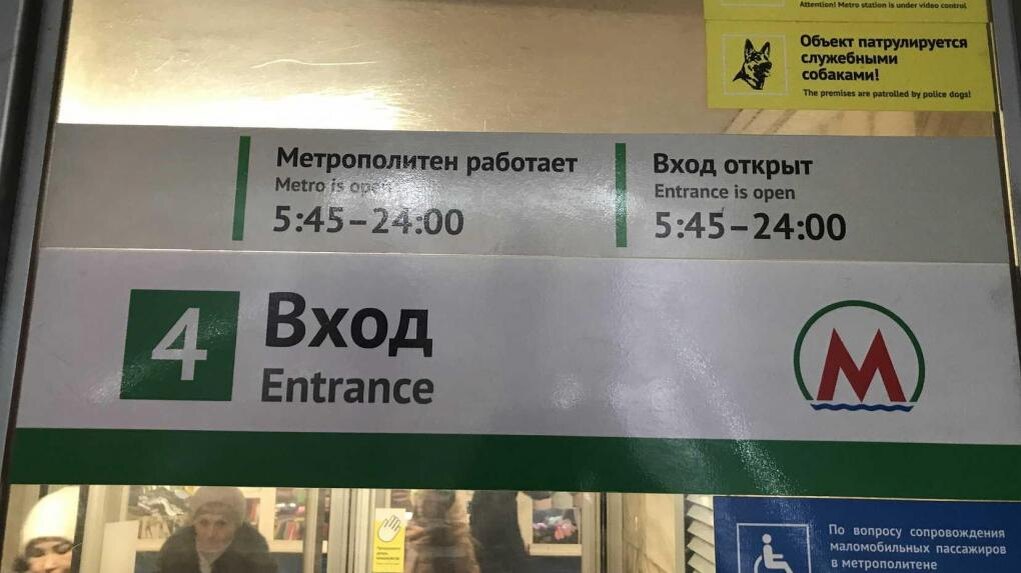 Attention! Metro station is under video control
Объект патрулируется
служебными
собаками!
The premises are patrolled by police dogs!
Метрополитен работает
Metro is open
5:45–24:00
Вход открыт
Entrance is open
5:45–24:00
4
Вход
Entrance
М
По вопросу сопровождения
маломобильных пассажиров
в метрополитене